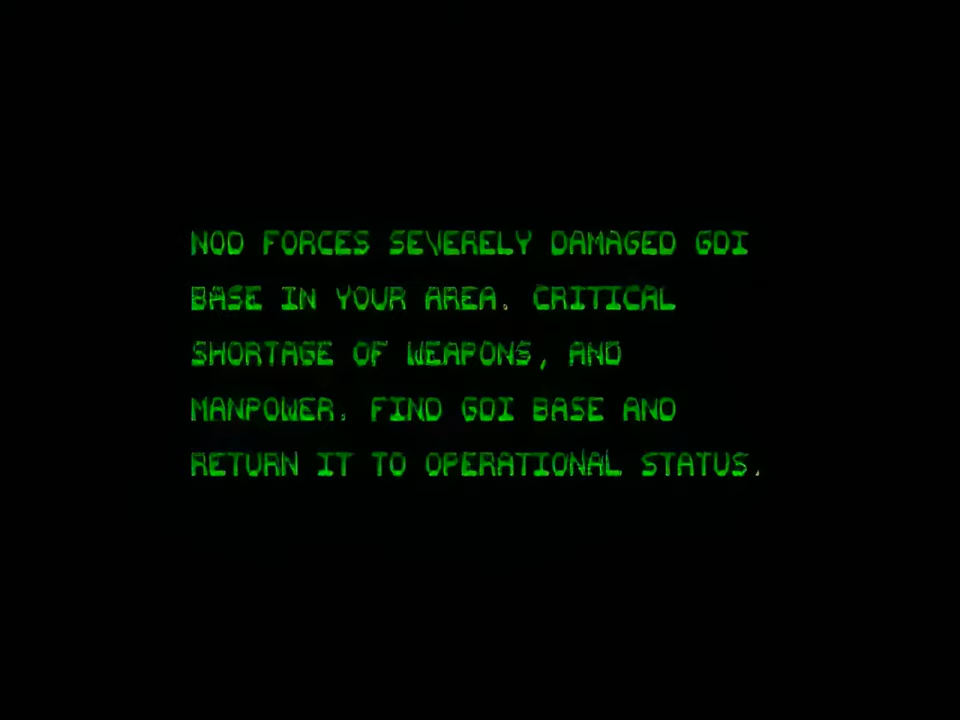 NOD FORCES SEVERELY DAMAGED GDI
BASE IN YOUR AREA. CRITICAL
SHORTAGE OF WEAPONS, AND
MANPOWER. FIND GDI BASE AND
RETURN IT TO OPERATIONAL STATUS.